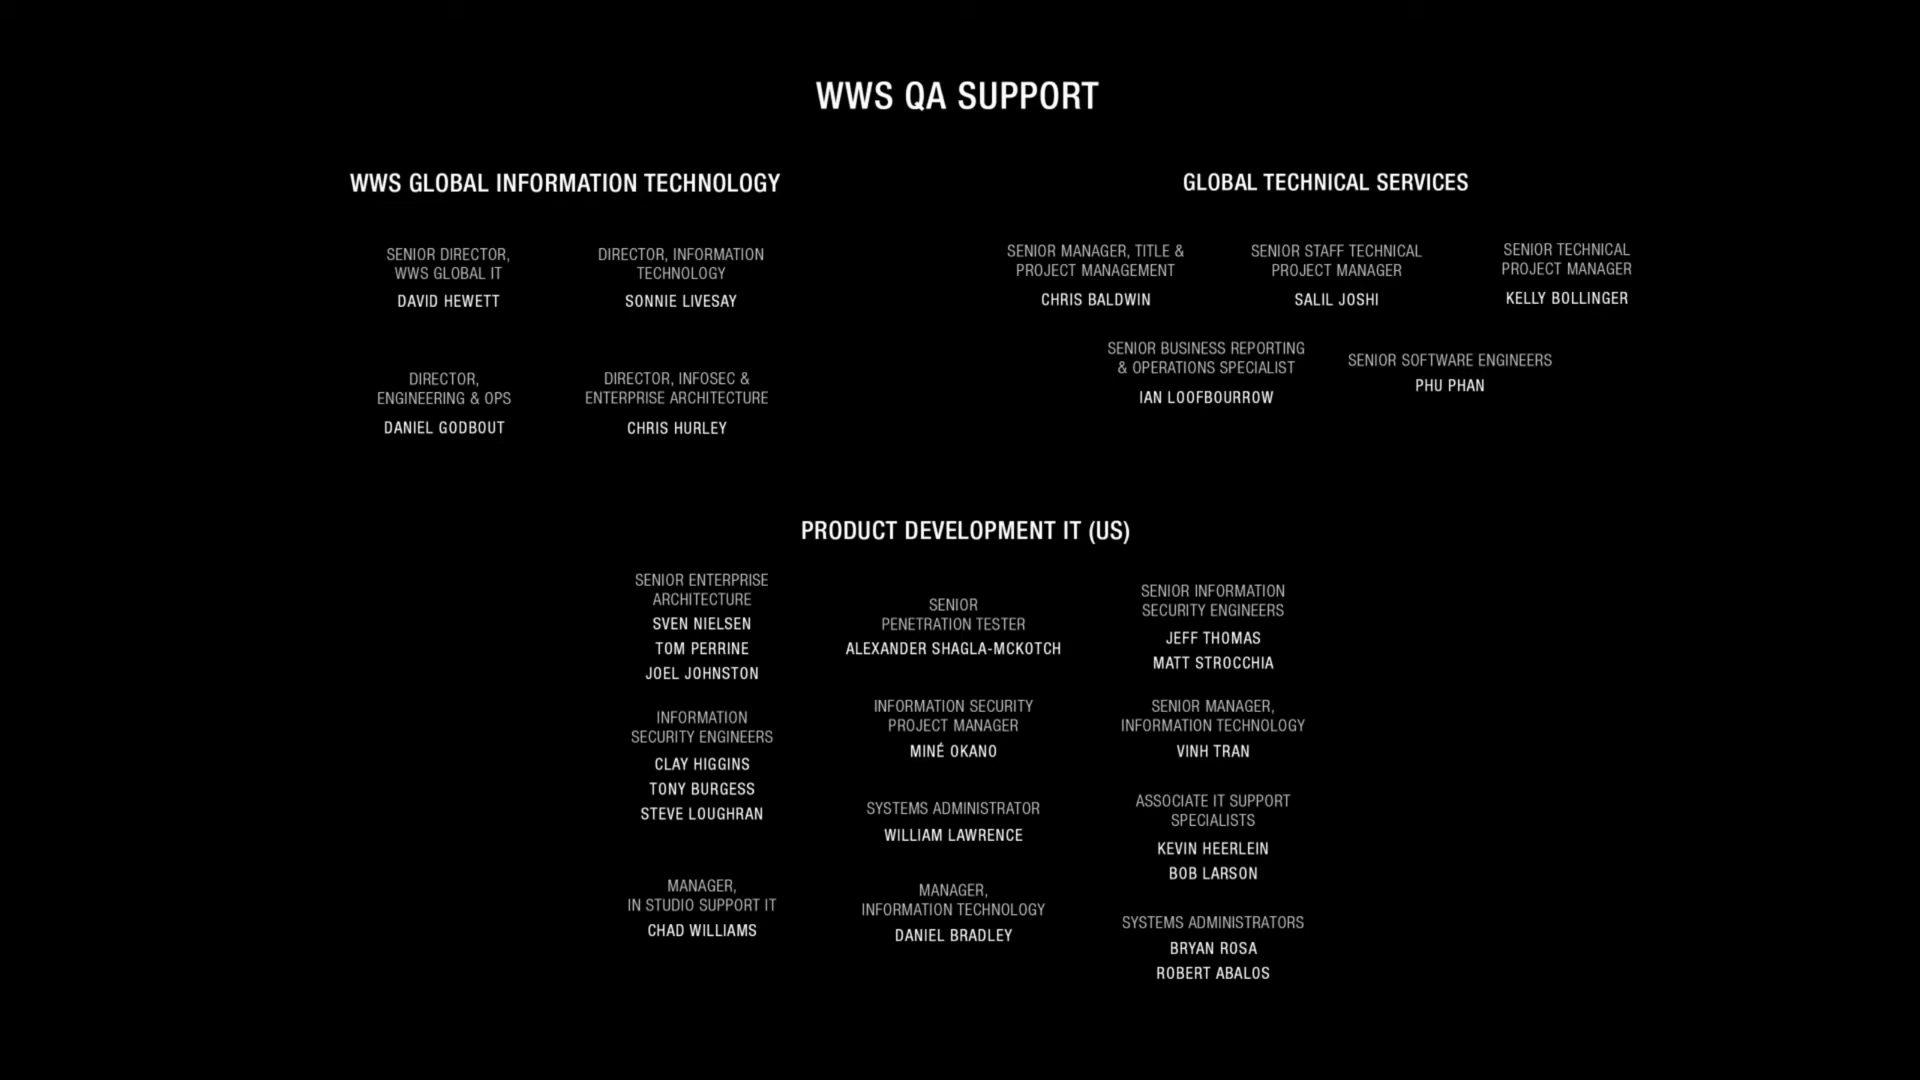 WWS QA SUPPORT
WWS GLOBAL INFORMATION TECHNOLOGY
SENIOR DIRECTOR,
WWS GLOBAL IT
DAVID HEWETT
DIRECTOR, INFORMATION
TECHNOLOGY
SONNIE LIVESAY
DIRECTOR,
ENGINEERING & OPS
DANIEL GODBOUT
DIRECTOR, INFOSEC &
ENTERPRISE ARCHITECTURE
CHRIS HURLEY
GLOBAL TECHNICAL SERVICES
SENIOR MANAGER, TITLE &
PROJECT MANAGEMENT
CHRIS BALDWIN
SENIOR STAFF TECHNICAL
PROJECT MANAGER
SALIL JOSHI
SENIOR TECHNICAL
PROJECT MANAGER
KELLY BOLLINGER
SENIOR BUSINESS REPORTING
& OPERATIONS SPECIALIST
IAN LOOFBOURROW
SENIOR SOFTWARE ENGINEERS
PHU PHAN
PRODUCT DEVELOPMENT IT (US)
SENIOR ENTERPRISE
ARCHITECTURE
SVEN NIELSEN
TOM PERRINE
JOEL JOHNSTON
INFORMATION
SECURITY ENGINEERS
CLAY HIGGINS
TONY BURGESS
STEVE LOUGHRAN
MANAGER,
IN STUDIO SUPPORT IT
CHAD WILLIAMS
SENIOR
PENETRATION TESTER
ALEXANDER SHAGLA-MCKOTCH
INFORMATION SECURITY
PROJECT MANAGER
MINÉ OKANO
SYSTEMS ADMINISTRATOR
WILLIAM LAWRENCE
MANAGER,
INFORMATION TECHNOLOGY
DANIEL BRADLEY
SENIOR INFORMATION
SECURITY ENGINEERS
JEFF THOMAS
MATT STROCCHIA
SENIOR MANAGER,
INFORMATION TECHNOLOGY
VINH TRAN
ASSOCIATE IT SUPPORT
SPECIALISTS
KEVIN HEERLEIN
BOB LARSON
SYSTEMS ADMINISTRATORS
BRYAN ROSA
ROBERT ABALOS